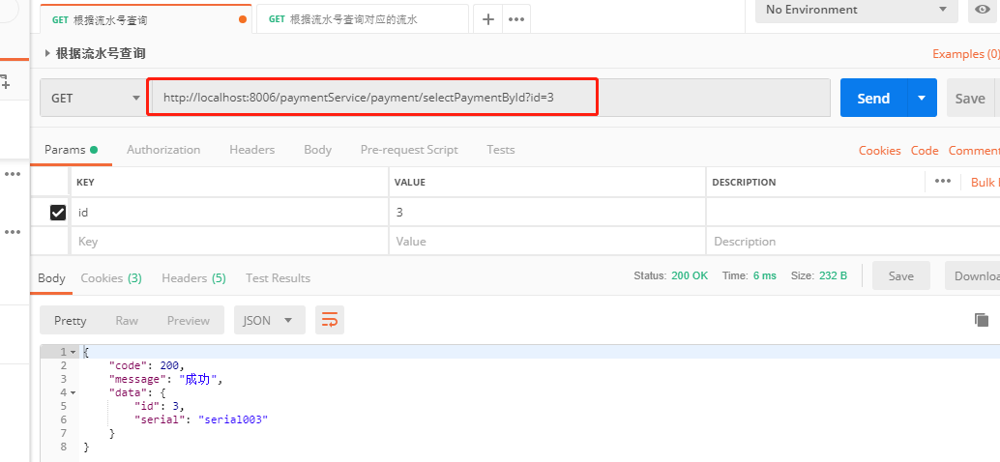 GET 根据流水号查询 GET 根据流水号查询对应的流水 + ••• No Environment
根据流水号查询 Examples (0)
GET http://localhost:8006/paymentService/payment/selectPaymentById?id=3 Send Save
Params Authorization Headers Body Pre-request Script Tests Cookies Code Comment
KEY VALUE DESCRIPTION ••• Bulk
id 3
Key Value Description
Body Cookies (3) Headers (5) Test Results Status: 200 OK Time: 6 ms Size: 232 B Save Downloa
Pretty Raw Preview JSON
1 {
2 "code": 200,
3 "message": "成功",
4 "data": {
5 "id": 3,
6 "serial": "serial003"
7 }
8 }